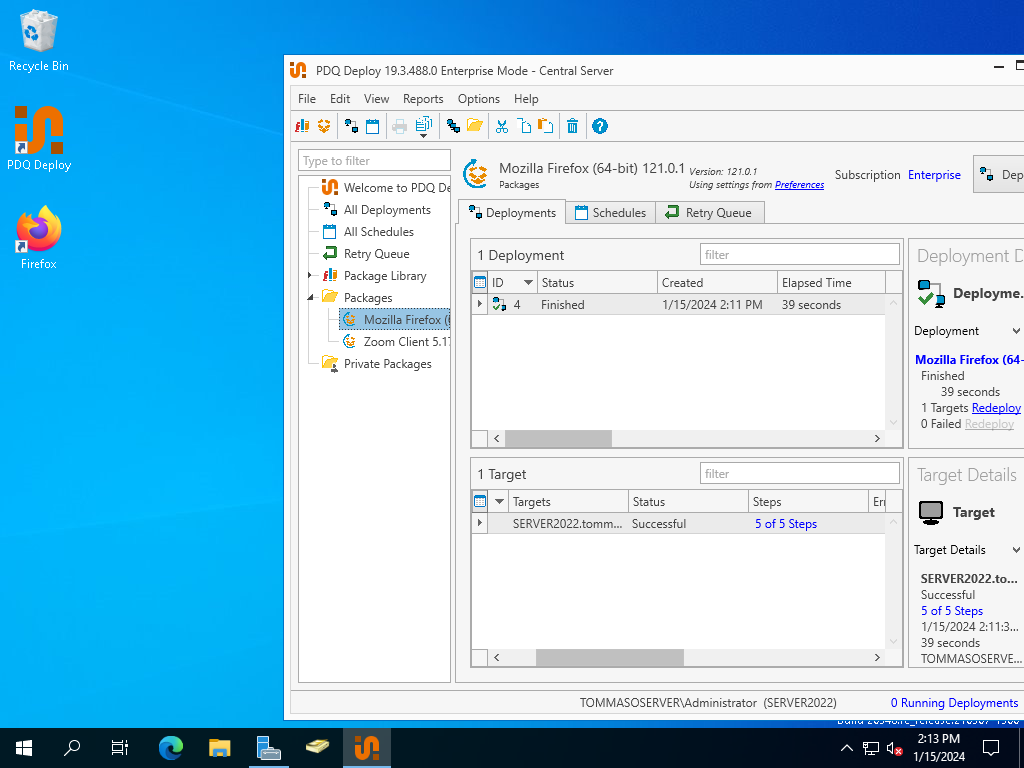 Recycle Bin
PDQ Deploy
Firefox
PDQ Deploy 19.3.488.0 Enterprise Mode - Central Server
File Edit View Reports Options Help
Type to filter
Welcome to PDQ De
All Deployments
All Schedules
Retry Queue
Package Library
Packages
Mozilla Firefox (6
Zoom Client 5.17
Private Packages
Mozilla Firefox (64-bit) 121.0.1
Packages
Version: 121.0.1
Using settings from Preferences
Subscription Enterprise
Dep
Deployments Schedules Retry Queue
1 Deployment filter
ID Status Created Elapsed Time
4 Finished 1/15/2024 2:11 PM 39 seconds
Deployment D
Deployme...
Deployment
Mozilla Firefox (64-
Finished
39 seconds
1 Targets Redeploy
0 Failed Redeploy
1 Target filter
Targets Status Steps Err
SERVER2022.tomm... Successful 5 of 5 Steps
Target Details
Target
Target Details
SERVER2022.to...
Successful
5 of 5 Steps
1/15/2024 2:11:3...
39 seconds
TOMMASOSERVE...
TOMMASOSERVER\Administrator (SERVER2022)
0 Running Deployments
2:13 PM
1/15/2024